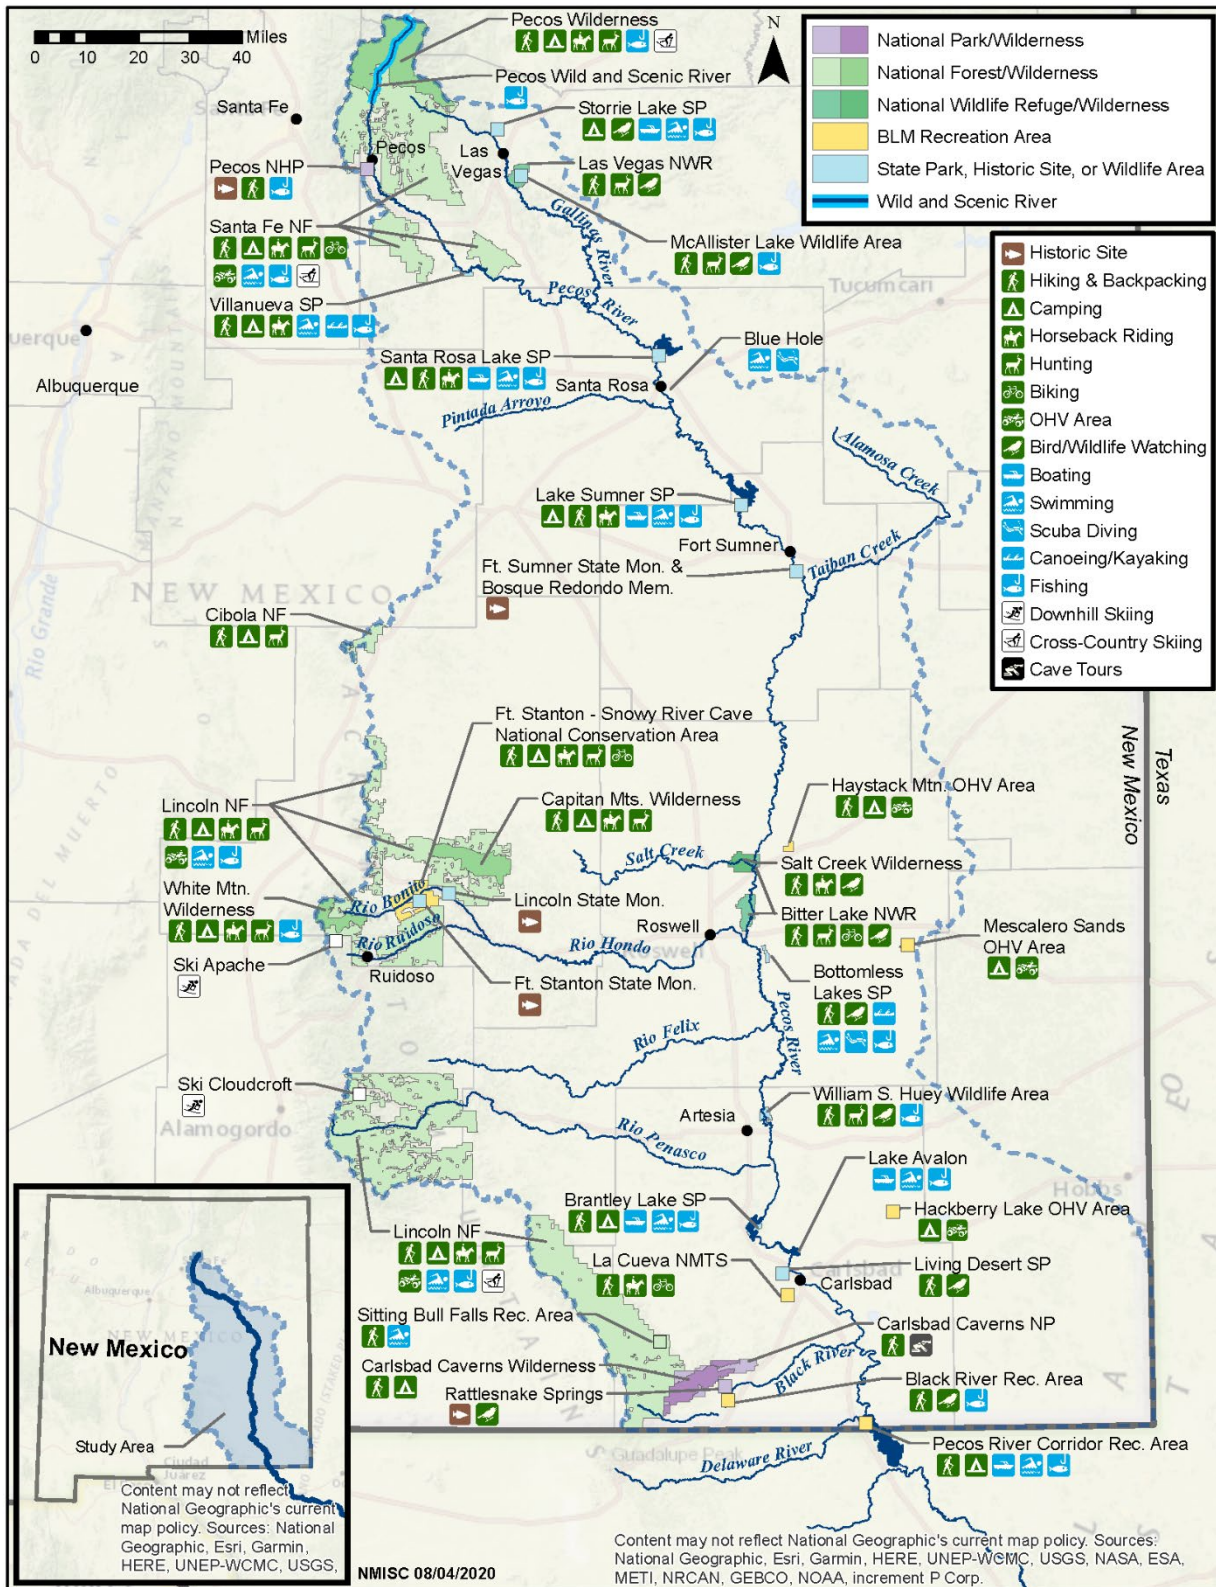 Miles
0 10 20 30 40
N
Pecos Wilderness
Pecos Wild and Scenic River
Santa Fe
Storrie Lake SP
Pecos
Las
Vegas
Pecos NHP
Las Vegas NWR
Gallinas River
Santa Fe NF
McAllister Lake Wildlife Area
Villanueva SP
Pecos River
Tucumcari
Albuquerque
Santa Rosa Lake SP
Blue Hole
Santa Rosa
Pintada Arroyo
Alamosa Creek
Lake Sumner SP
Fort Sumner
Taiban Creek
Ft. Sumner State Mon. &
Bosque Redondo Mem.
NEW MEXICO
Rio Grande
Cibola NF
National Park/Wilderness
National Forest/Wilderness
National Wildlife Refuge/Wilderness
BLM Recreation Area
State Park, Historic Site, or Wildlife Area
Wild and Scenic River
Historic Site
Hiking & Backpacking
Camping
Horseback Riding
Hunting
Biking
OHV Area
Bird/Wildlife Watching
Boating
Swimming
Scuba Diving
Canoeing/Kayaking
Fishing
Downhill Skiing
Cross-Country Skiing
Cave Tours
Texas
New Mexico
Ft. Stanton - Snowy River Cave
National Conservation Area
Lincoln NF
Capitan Mts. Wilderness
Haystack Mtn. OHV Area
Salt Creek
Salt Creek Wilderness
White Mtn.
Wilderness
Rio Bonito
Lincoln State Mon.
Bitter Lake NWR
Rio Ruidoso
Rio Hondo
Roswell
Mescalero Sands
OHV Area
Ski Apache
Ruidoso
Ft. Stanton State Mon.
Bottomless
Lakes SP
Pecos River
Rio Felix
Ski Cloudcroft
Alamogordo
William S. Huey Wildlife Area
Artesia
Rio Penasco
Lake Avalon
Hobbs
Brantley Lake SP
Hackberry Lake OHV Area
Lincoln NF
La Cueva NMTS
Carlsbad
Living Desert SP
Carlsbad
Sitting Bull Falls Rec. Area
Carlsbad Caverns NP
Carlsbad Caverns Wilderness
Black River
Rattlesnake Springs
Black River Rec. Area
Guadalupe Peak
Delaware River
Pecos River Corridor Rec. Area
Albuquerque
NEW MEXICO
New Mexico
Study Area
Ciudad
Juárez
Content may not reflect
National Geographic's current
map policy. Sources: National
Geographic, Esri, Garmin,
HERE, UNEP-WCMC, USGS,
NMISC 08/04/2020
Content may not reflect National Geographic's current map policy. Sources:
National Geographic, Esri, Garmin, HERE, UNEP-WCMC, USGS, NASA, ESA,
METI, NRCAN, GEBCO, NOAA, increment P Corp.